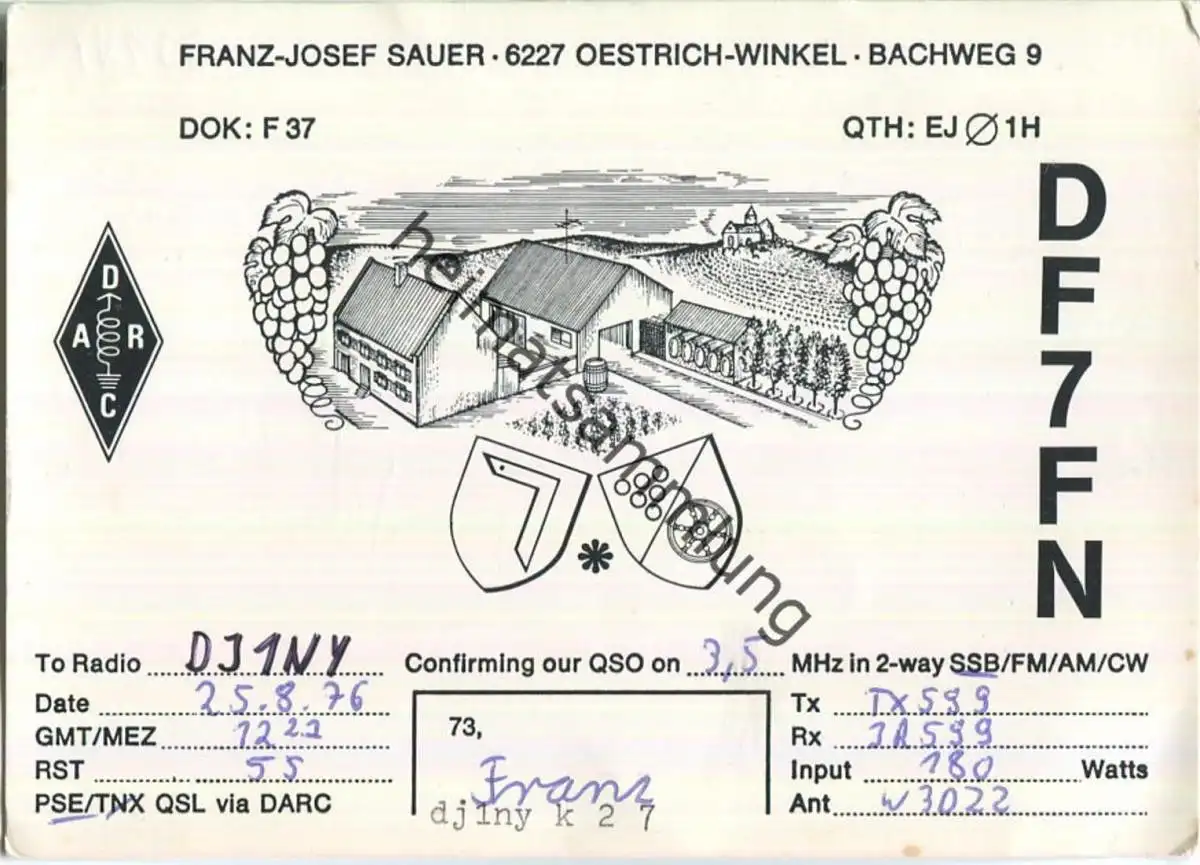 FRANZ-JOSEF SAUER · 6227 OESTRICH-WINKEL · BACHWEG 9
DOK: F 37
QTH: EJ Ø 1H
DARC
DF7FN
heimatsammlung
To Radio DJ1NY
Confirming our QSO on 3,5 MHz in 2-way SSB/FM/AM/CW
Date 25.8.76
GMT/MEZ
RST 55
PSE/TNX QSL via DARC
73,
Franz
dj1ny k 2 7
Tx TX599
Rx
Input 180 Watts
Ant W3022